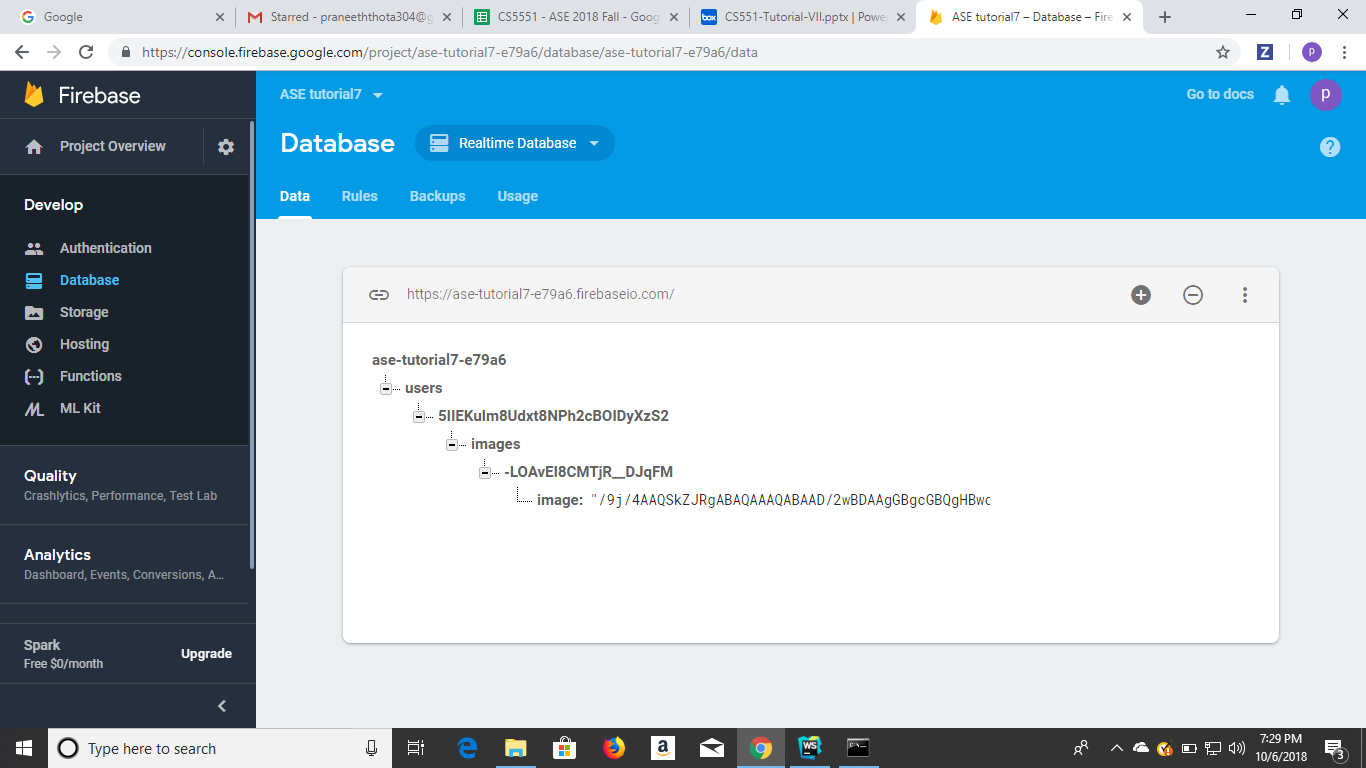 Google
Starred - praneeththota304@g
CS5551 - ASE 2018 Fall - Goog
box
CS551-Tutorial-VII.pptx | Powe
ASE tutorial7 – Database – Fire
https://console.firebase.google.com/project/ase-tutorial7-e79a6/database/ase-tutorial7-e79a6/data
Z
p
Firebase
ASE tutorial7
Go to docs
p
Project Overview
Database
Realtime Database
?
Data
Rules
Backups
Usage
Develop
Authentication
Database
Storage
Hosting
Functions
ML Kit
Quality
Crashlytics, Performance, Test Lab
Analytics
Dashboard, Events, Conversions, A...
Spark
Free $0/month
Upgrade
https://ase-tutorial7-e79a6.firebaseio.com/
ase-tutorial7-e79a6
users
images
-LOAvEI8CMTjR__DJqFM
image: "/9j/4AAQSkZJRgABAQAAAQABAAD/2wBDAAgGBgcGBQgHBwc
Type here to search
a
WS
7:29 PM
10/6/2018
3